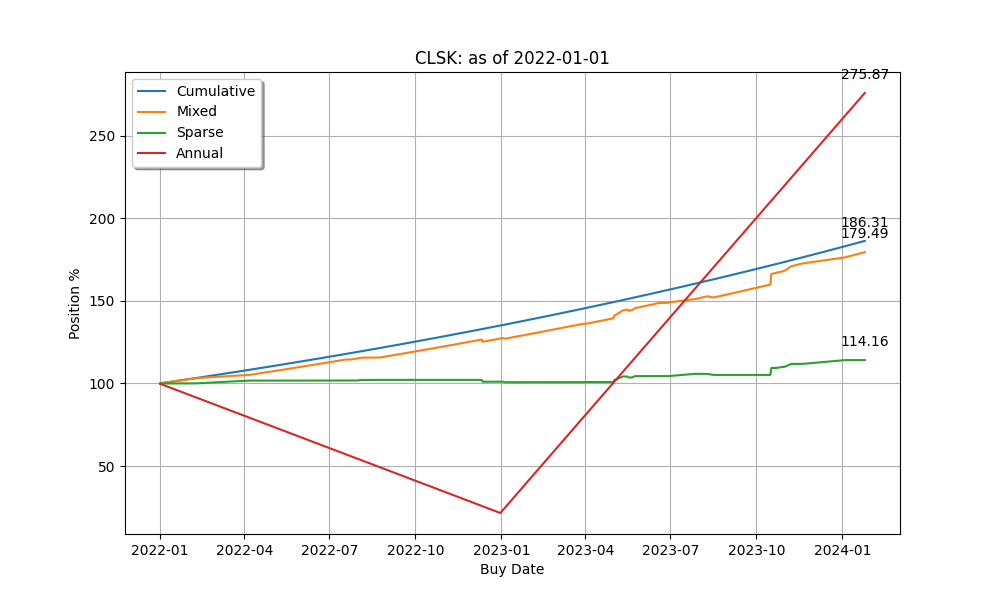 CLSK: as of 2022-01-01
275.87
Cumulative
Mixed
Sparse
Annual
250
200
186.31
179.49
150
114.16
100
50
Position %
2022-01 2022-04 2022-07 2022-10 2023-01 2023-04 2023-07 2023-10 2024-01
Buy Date